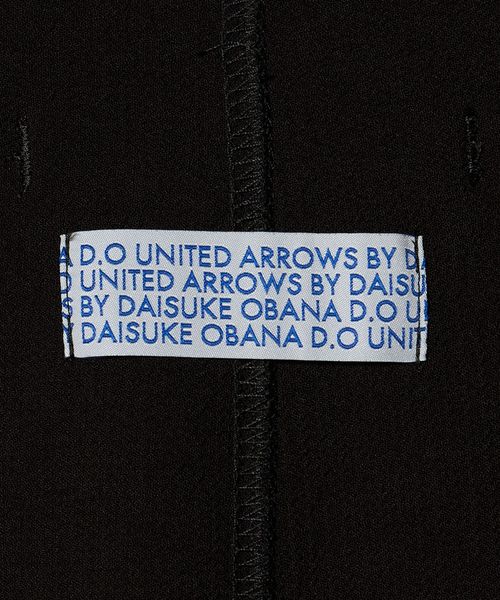 A D.O UNITED ARROWS BY DA
O UNITED ARROWS BY DAISU
S BY DAISUKE OBANA D.O U
Y DAISUKE OBANA D.O UNIT